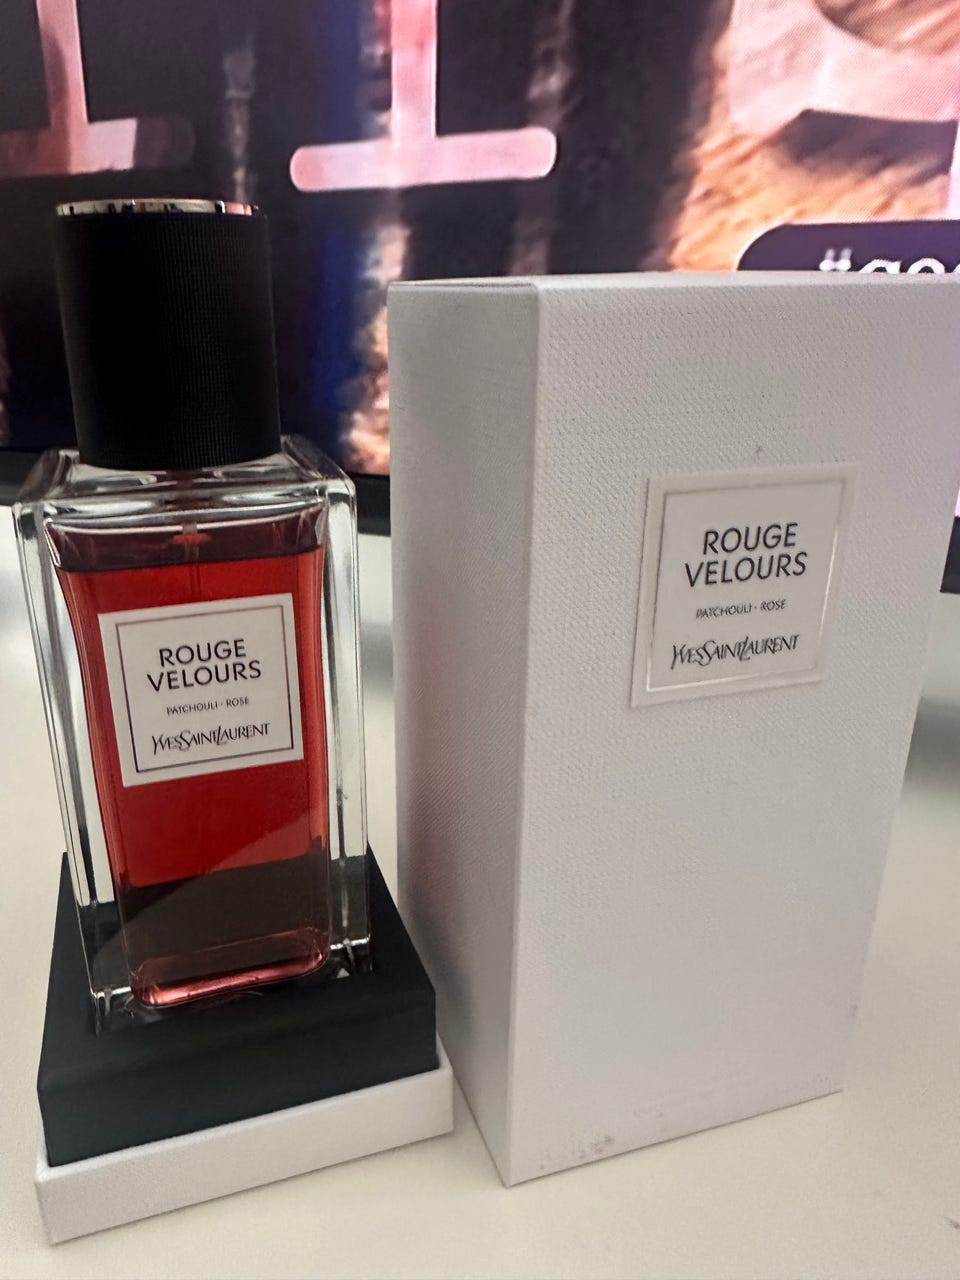 ROUGE
VELOURS
PATCHOULI · ROSE
YVESSAINTLAURENT
ROUGE
VELOURS
PATCHOULI · ROSE
YVESSAINTLAURENT